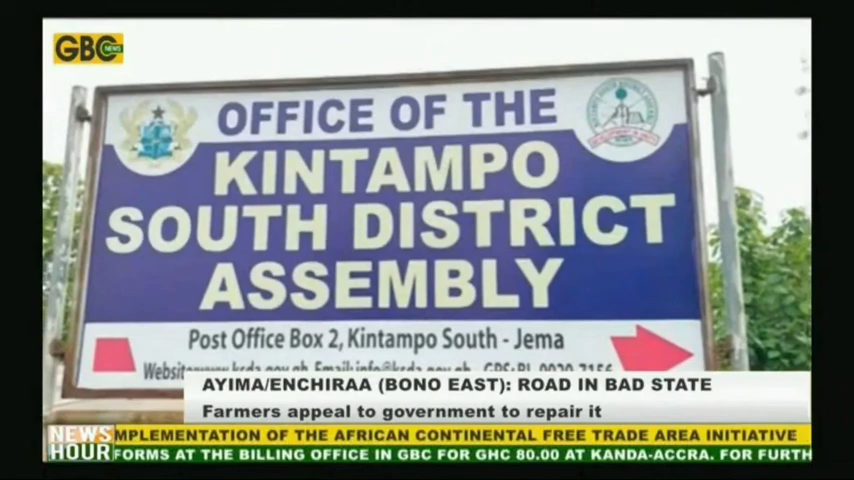 GBC NEWS
OFFICE OF THE
KINTAMPO
SOUTH DISTRICT
ASSEMBLY
Post Office Box 2, Kintampo South - Jema
AYIMA/ENCHIRAA (BONO EAST): ROAD IN BAD STATE
Farmers appeal to government to repair it
NEWS
HOUR
MPLEMENTATION OF THE AFRICAN CONTINENTAL FREE TRADE AREA INITIATIVE
FORMS AT THE BILLING OFFICE IN GBC FOR GHC 80.00 AT KANDA-ACCRA. FOR FURTH